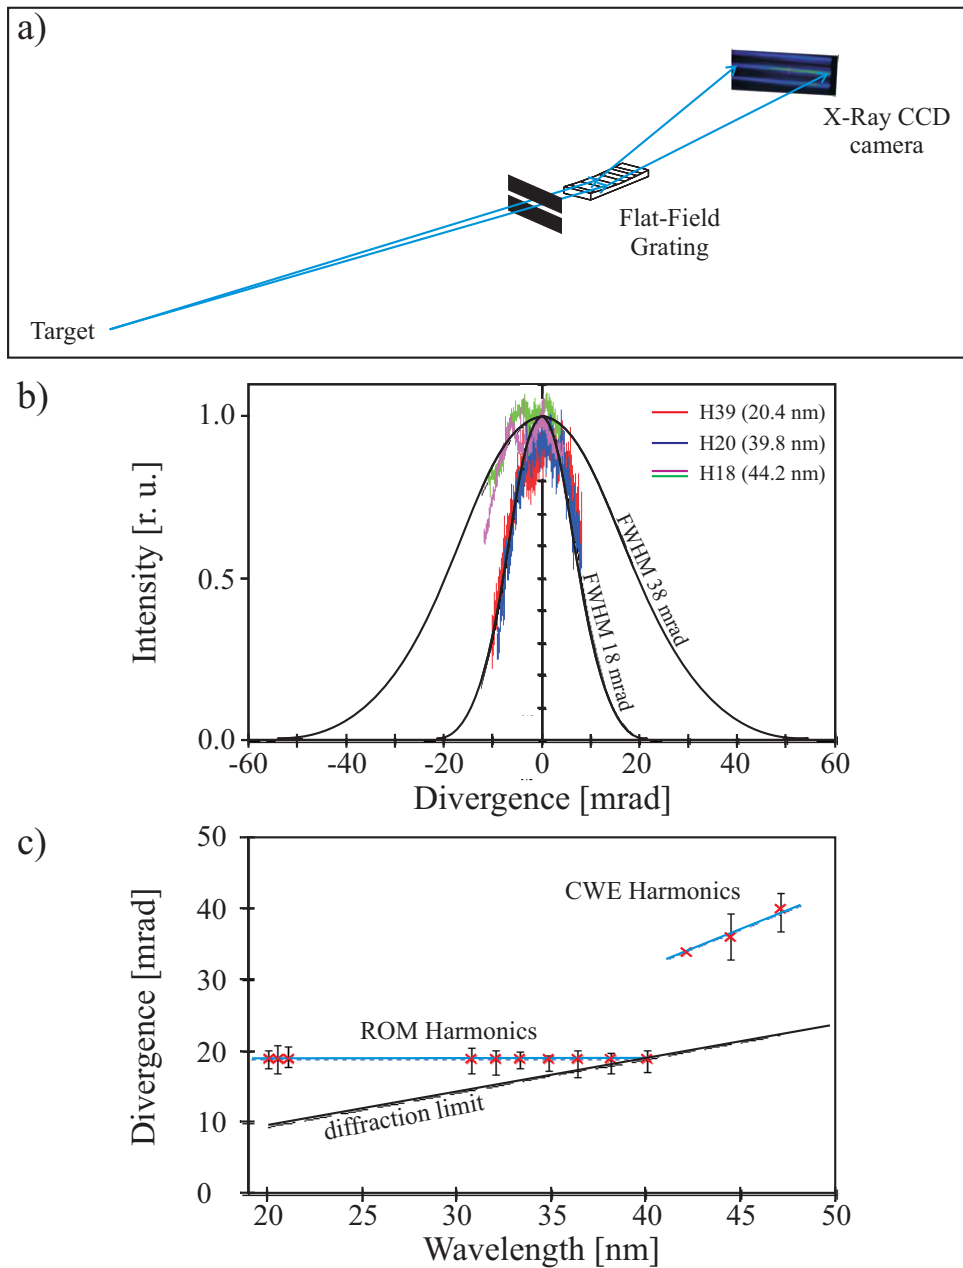 a)
X-Ray CCD
camera
Flat-Field
Grating
Target
b)
1.0
0.5
0.0
Intensity [r. u.]
H39 (20.4 nm)
H20 (39.8 nm)
H18 (44.2 nm)
FWHM 38 mrad
FWHM 18 mrad
-60 -40 -20 0 20 40 60
Divergence [mrad]
c)
50
40
30
20
10
0
Divergence [mrad]
CWE Harmonics
ROM Harmonics
diffraction limit
20 25 30 35 40 45 50
Wavelength [nm]